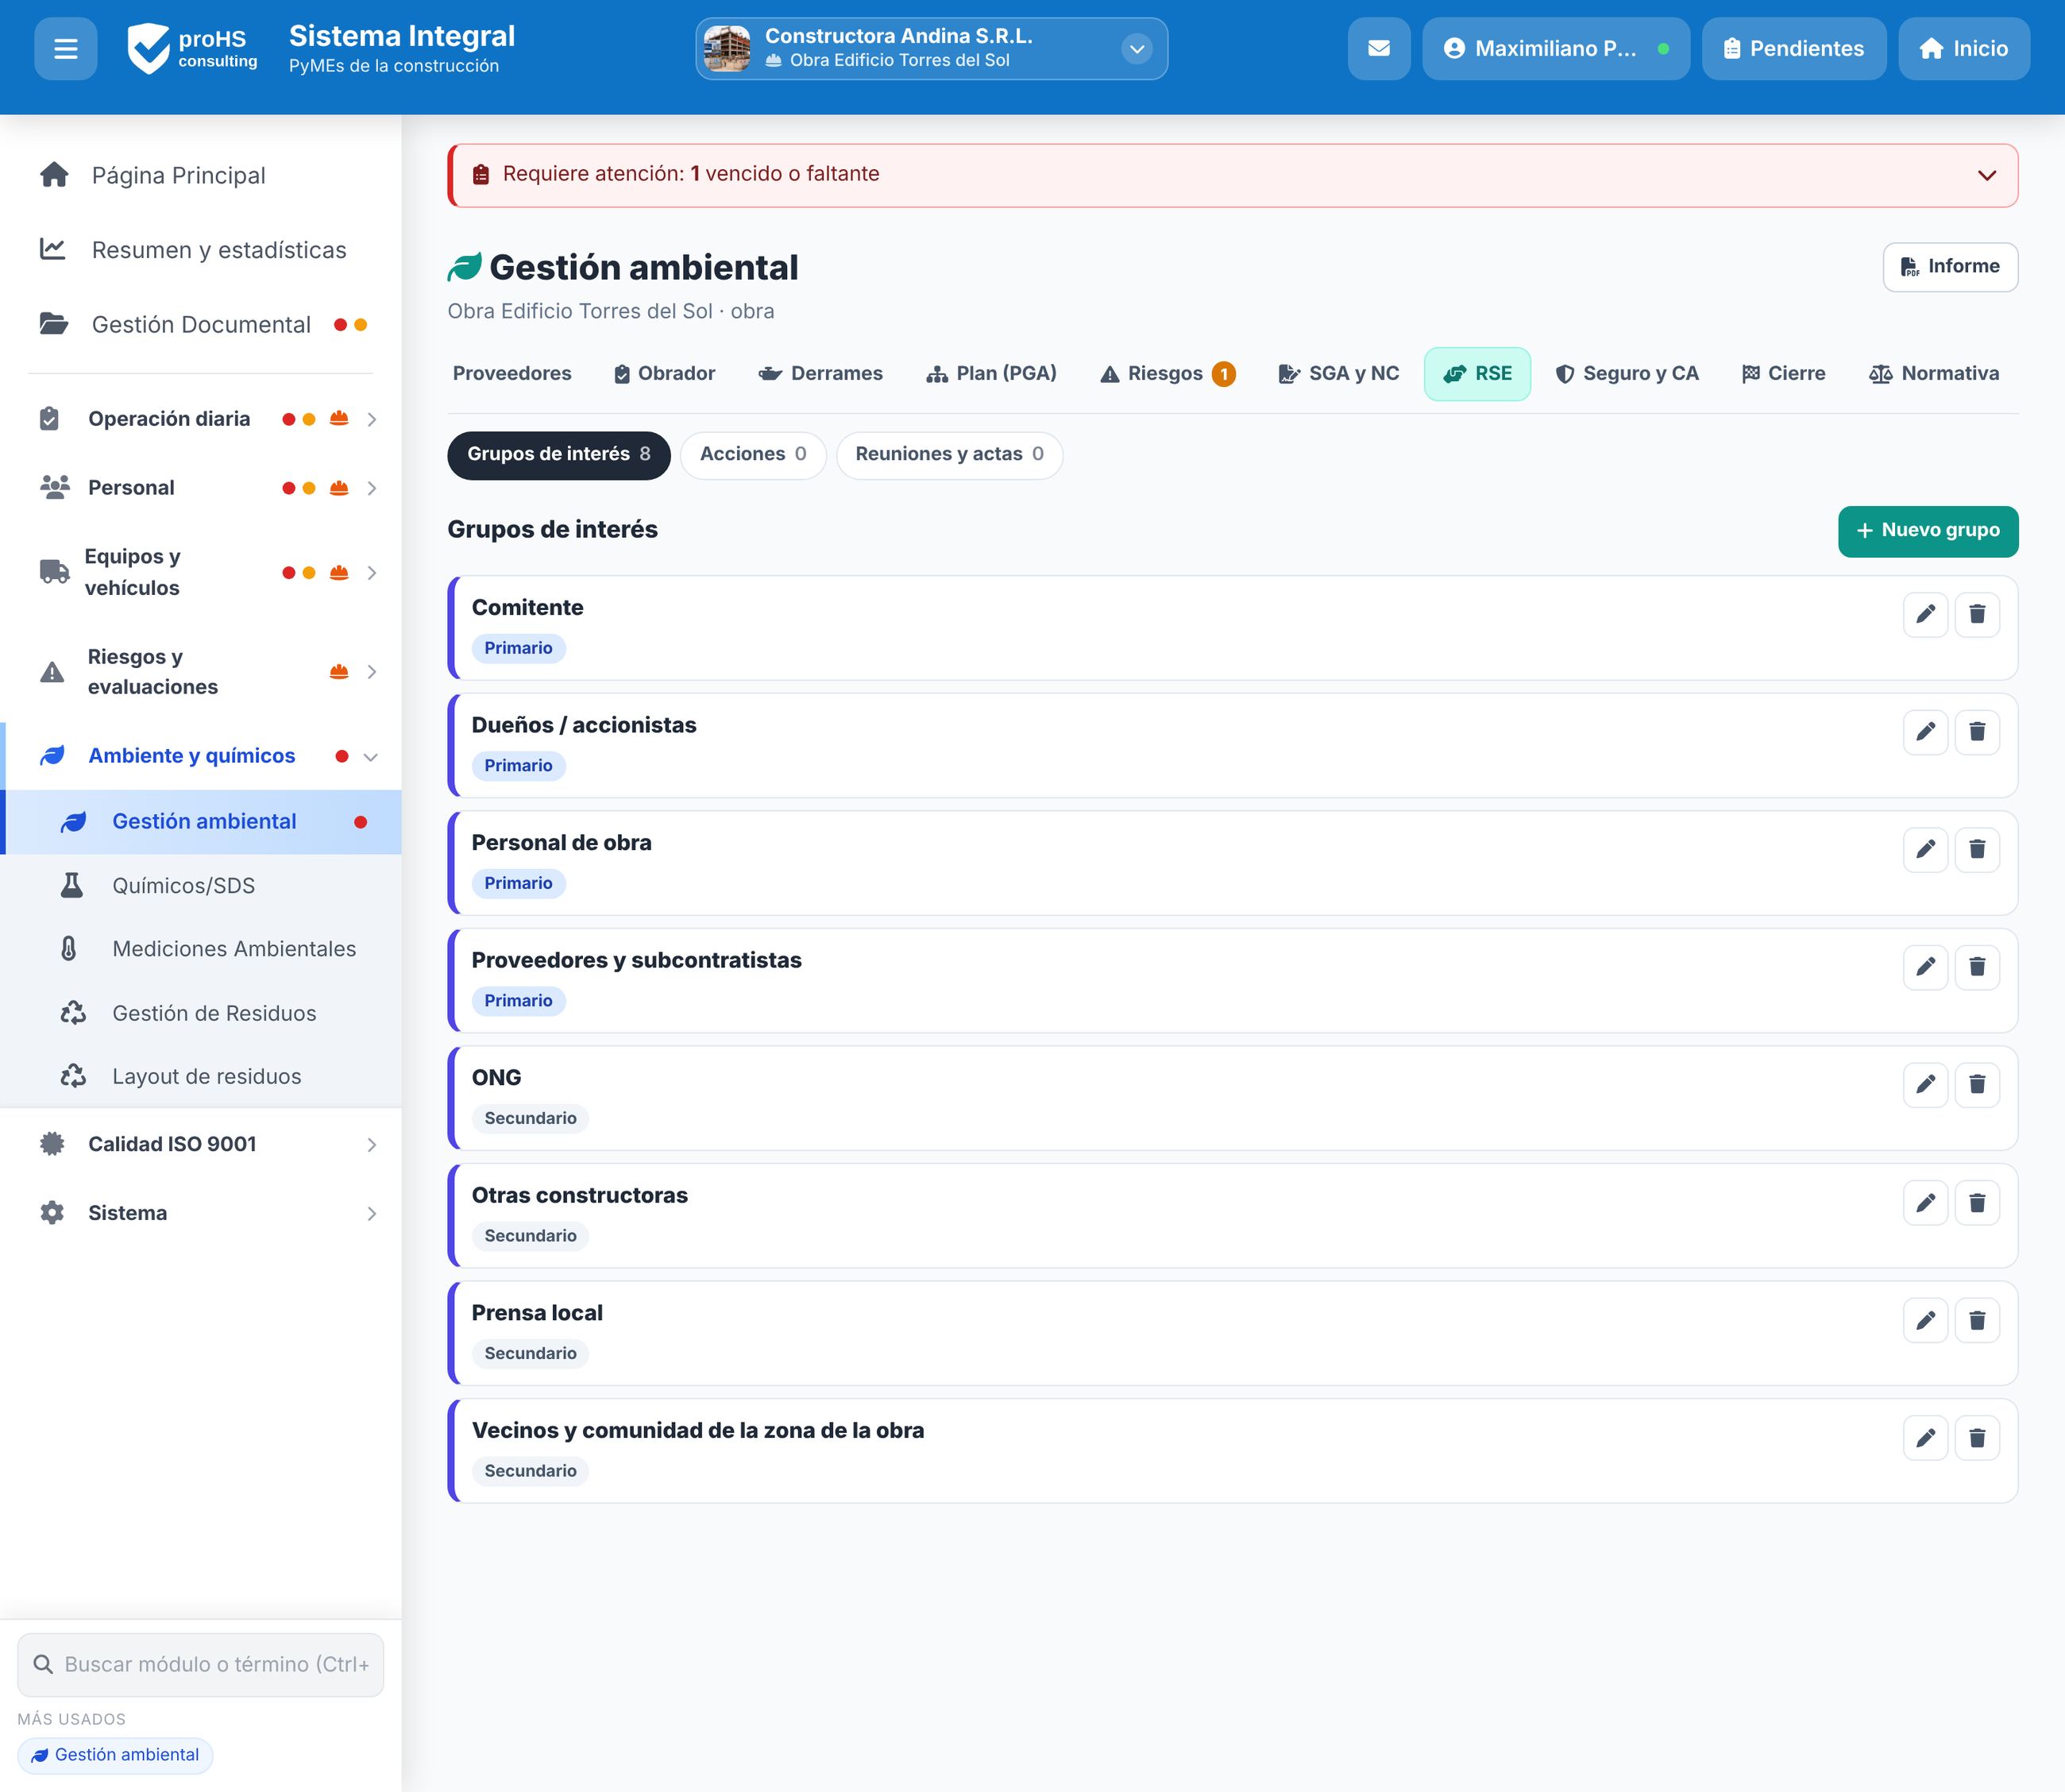 proHS
consulting
Sistema Integral
PyMEs de la construcción
Constructora Andina S.R.L.
Obra Edificio Torres del Sol
Maximiliano P...
Pendientes
Inicio
Página Principal
Resumen y estadísticas
Gestión Documental
Operación diaria
Personal
Equipos y
vehículos
Riesgos y
evaluaciones
Ambiente y químicos
Gestión ambiental
Químicos/SDS
Mediciones Ambientales
Gestión de Residuos
Layout de residuos
Calidad ISO 9001
Sistema
Buscar módulo o término (Ctrl+
MÁS USADOS
Gestión ambiental
Requiere atención: 1 vencido o faltante
Gestión ambiental
PDF Informe
Obra Edificio Torres del Sol · obra
Proveedores Obrador Derrames Plan (PGA) Riesgos 1 SGA y NC RSE Seguro y CA Cierre Normativa
Grupos de interés 8 Acciones 0 Reuniones y actas 0
Grupos de interés
+ Nuevo grupo
Comitente
Primario
Dueños / accionistas
Primario
Personal de obra
Primario
Proveedores y subcontratistas
Primario
ONG
Secundario
Otras constructoras
Secundario
Prensa local
Secundario
Vecinos y comunidad de la zona de la obra
Secundario